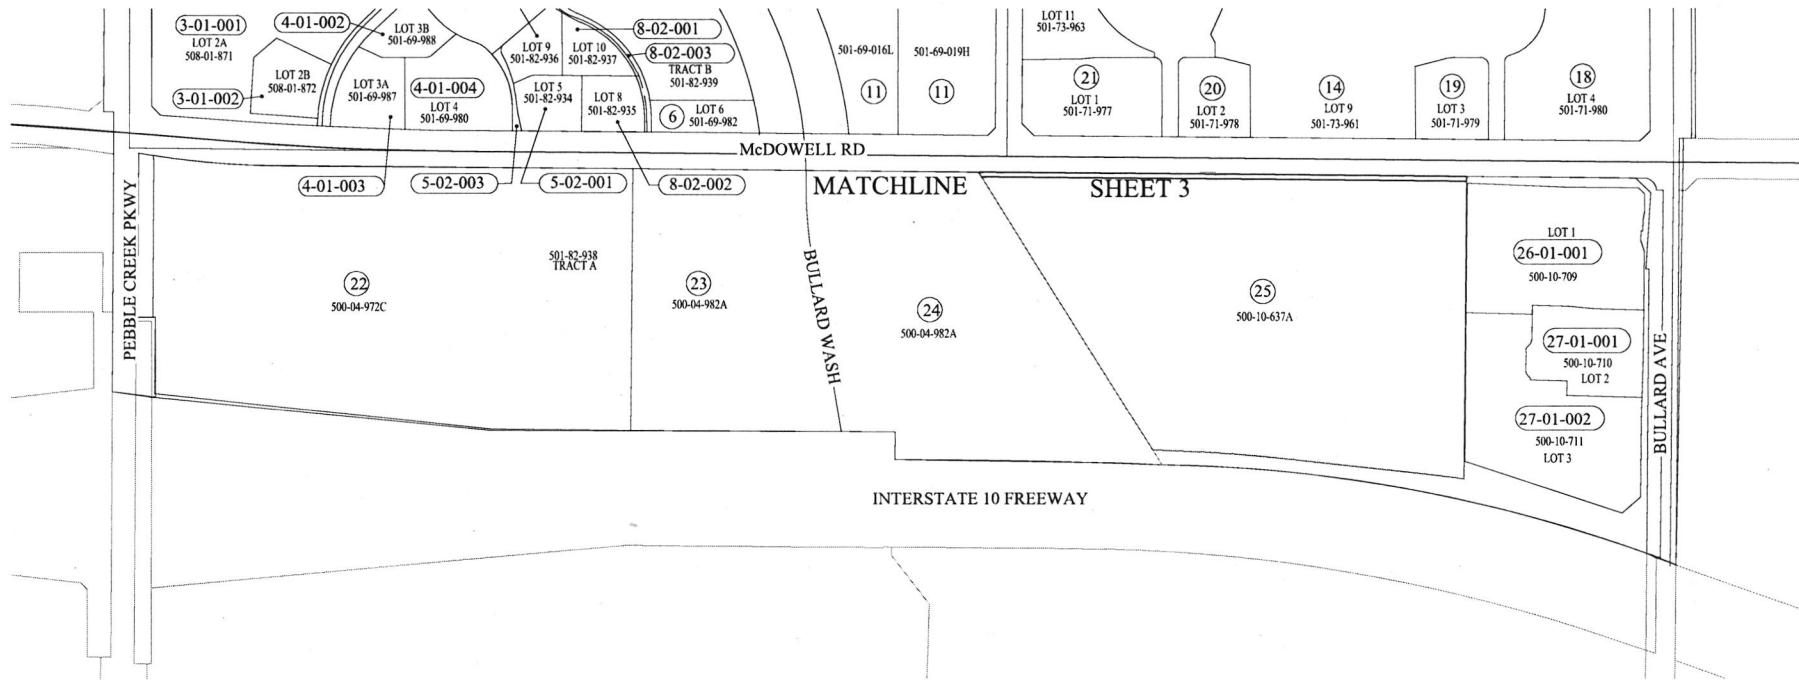 3-01-001
LOT 2A
508-01-871
LOT 2B
508-01-872
3-01-002
4-01-002
LOT 3B
501-69-988
LOT 3A
501-69-987
4-01-004
LOT 4
501-69-980
LOT 9
501-82-936
LOT 10
501-82-937
LOT 5
501-82-934
LOT 8
501-82-935
8-02-001
8-02-003
TRACT B
501-82-939
6
LOT 6
501-69-982
501-69-016L
11
501-69-019H
11
LOT 11
501-73-963
21
LOT 1
501-71-977
20
LOT 2
501-71-978
14
LOT 9
501-73-961
19
LOT 3
501-71-979
18
LOT 4
501-71-980
McDOWELL RD
4-01-003
5-02-003
5-02-001
8-02-002
MATCHLINE
SHEET 3
PEBBLE CREEK PKWY
22
500-04-972C
501-82-938
TRACT A
23
500-04-982A
BULLARD WASH
24
500-04-982A
25
500-10-637A
LOT 1
26-01-001
500-10-709
27-01-001
500-10-710
LOT 2
27-01-002
500-10-711
LOT 3
BULLARD AVE
INTERSTATE 10 FREEWAY